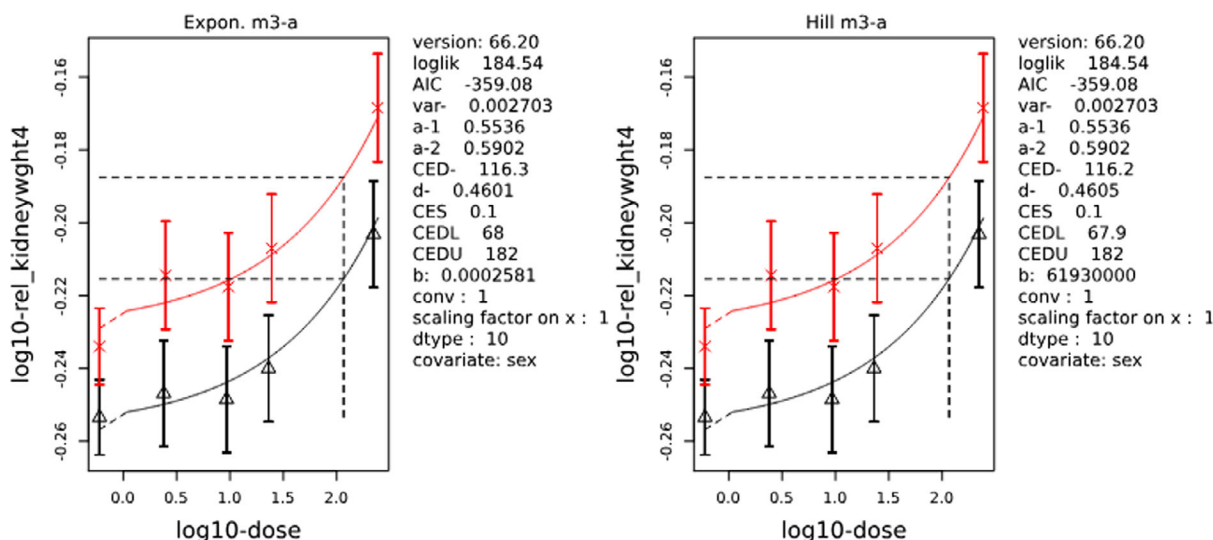 Expon. m3-a
log10-rel_kidneywght4
-0.16
-0.18
-0.20
-0.22
-0.24
-0.26
0.0 0.5 1.0 1.5 2.0
log10-dose
version: 66.20
loglik 184.54
AIC -359.08
var- 0.002703
a-1 0.5536
a-2 0.5902
CED- 116.3
d- 0.4601
CES 0.1
CEDL 68
CEDU 182
b: 0.0002581
conv : 1
scaling factor on x : 1
dtype : 10
covariate: sex
Hill m3-a
log10-rel_kidneywght4
-0.16
-0.18
-0.20
-0.22
-0.24
-0.26
0.0 0.5 1.0 1.5 2.0
log10-dose
version: 66.20
loglik 184.54
AIC -359.08
var- 0.002703
a-1 0.5536
a-2 0.5902
CED- 116.2
d- 0.4605
CES 0.1
CEDL 67.9
CEDU 182
b: 61930000
conv : 1
scaling factor on x : 1
dtype : 10
covariate: sex